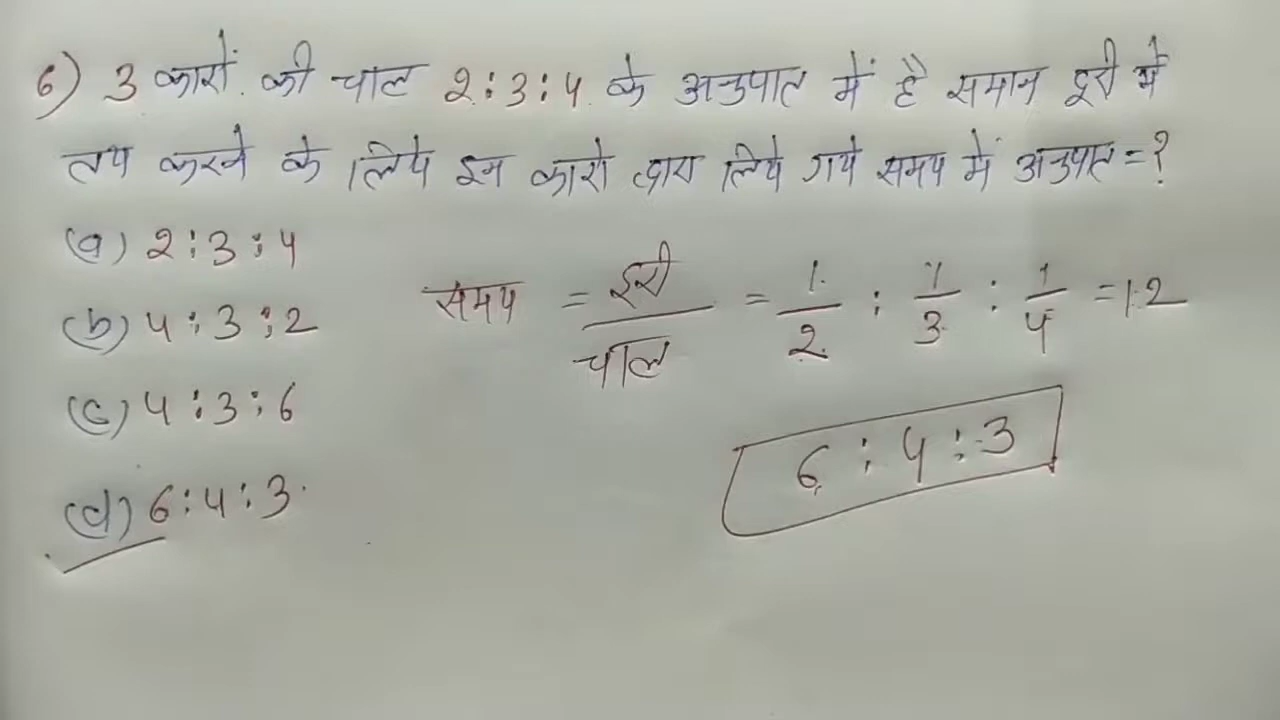 6) 3 कारों की चाल 2:3:4 के अनुपात में है समान दूरी मे
तय करने के लिये इन कारो द्वारा लिये गये समय में अनुपात = ?
(a) 2:3:4
(b) 4:3:2
(c) 4:3:6
(d) 6:4:3
समय = दूरी/चाल = 1/2 : 1/3 : 1/4 = 12
6:4:3